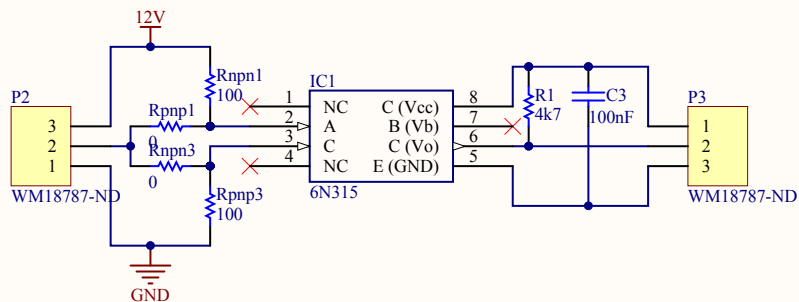 12V
P2
3
2
1
WM18787-ND
Rnpn1
100
Rpnp1
0
Rnpn3
0
Rpnp3
100
GND
IC1
1
NC
2
A
3
C
4
NC
C (Vcc)
8
B (Vb)
7
C (Vo)
6
E (GND)
5
6N315
R1
4k7
C3
100nF
P3
1
2
3
WM18787-ND